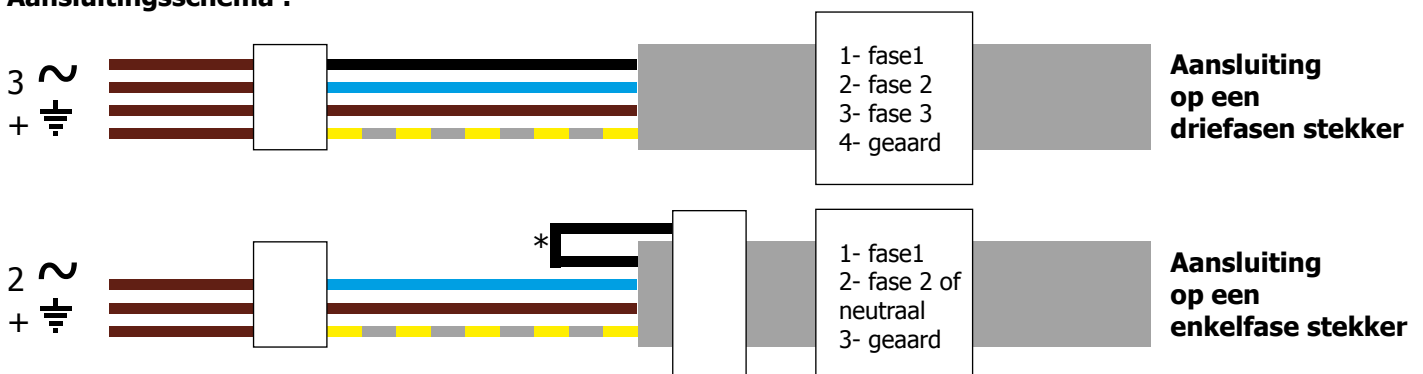 Aansluitingsschema :
3 ~
+
1- fase1
2- fase 2
3- fase 3
4- geaard
Aansluiting
op een
driefasen stekker
2 ~
+
*
1- fase1
2- fase 2 of
neutraal
3- geaard
Aansluiting
op een
enkelfase stekker